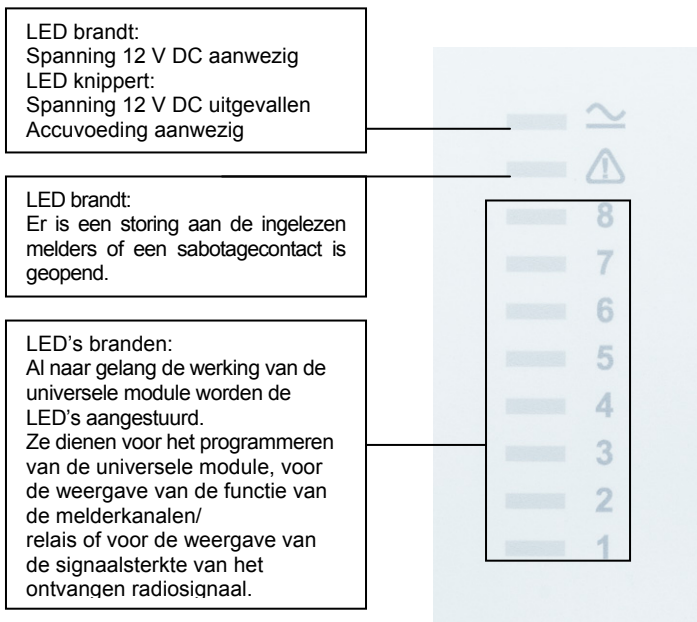 LED brandt:
Spanning 12 V DC aanwezig
LED knippert:
Spanning 12 V DC uitgevallen
Accuvoeding aanwezig
LED brandt:
Er is een storing aan de ingelezen
melders of een sabotagecontact is
geopend.
LED's branden:
Al naar gelang de werking van de
universele module worden de
LED's aangestuurd.
Ze dienen voor het programmeren
van de universele module, voor
de weergave van de functie van
de melderkanalen/
relais of voor de weergave van
de signaalsterkte van het
ontvangen radiosignaal.
8
7
6
5
4
3
2
1